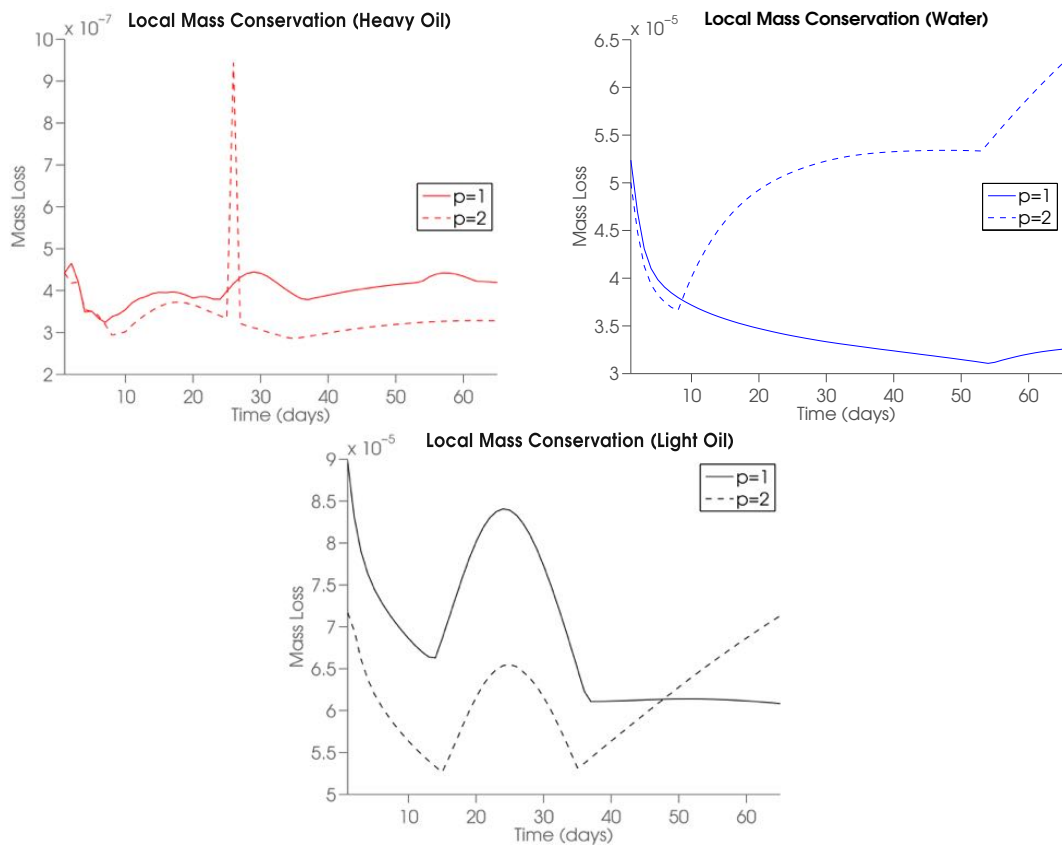 Local Mass Conservation (Heavy Oil)
x 10⁻⁷
10
9
8
7
6
5
4
3
2
Mass Loss
p=1
p=2
10 20 30 40 50 60
Time (days)
Local Mass Conservation (Water)
x 10⁻⁵
6.5
6
5.5
5
4.5
4
3.5
3
Mass Loss
p=1
p=2
10 20 30 40 50 60
Time (days)
Local Mass Conservation (Light Oil)
x 10⁻⁵
9
8.5
8
7.5
7
6.5
6
5.5
5
Mass Loss
p=1
p=2
10 20 30 40 50 60
Time (days)